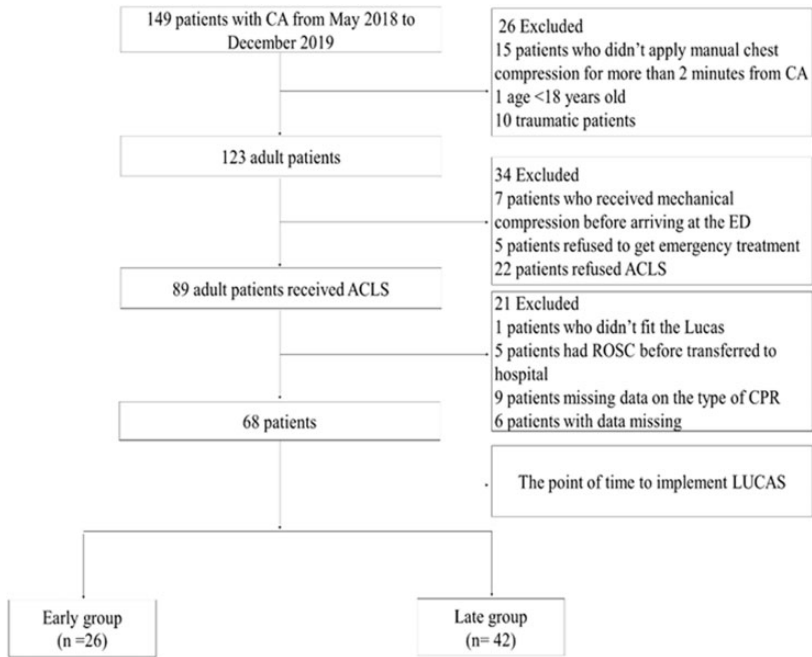 149 patients with CA from May 2018 to
December 2019
26 Excluded
15 patients who didn't apply manual chest
compression for more than 2 minutes from CA
1 age <18 years old
10 traumatic patients
123 adult patients
34 Excluded
7 patients who received mechanical
compression before arriving at the ED
5 patients refused to get emergency treatment
22 patients refused ACLS
89 adult patients received ACLS
21 Excluded
1 patients who didn't fit the Lucas
5 patients had ROSC before transferred to
hospital
9 patients missing data on the type of CPR
6 patients with data missing
68 patients
The point of time to implement LUCAS
Early group
(n =26)
Late group
(n= 42)